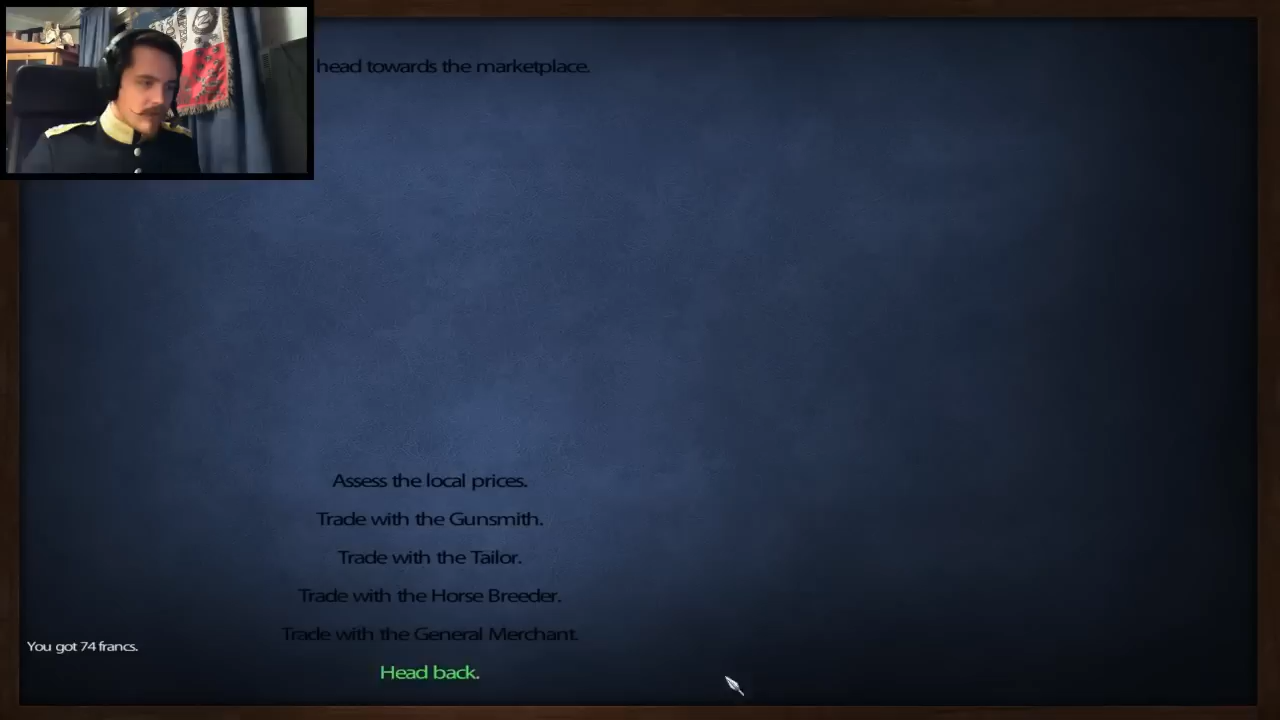 head towards the marketplace.
Assess the local prices.
Trade with the Gunsmith.
Trade with the Tailor.
Trade with the Horse Breeder.
Trade with the General Merchant.
You got 74 francs.
Head back.